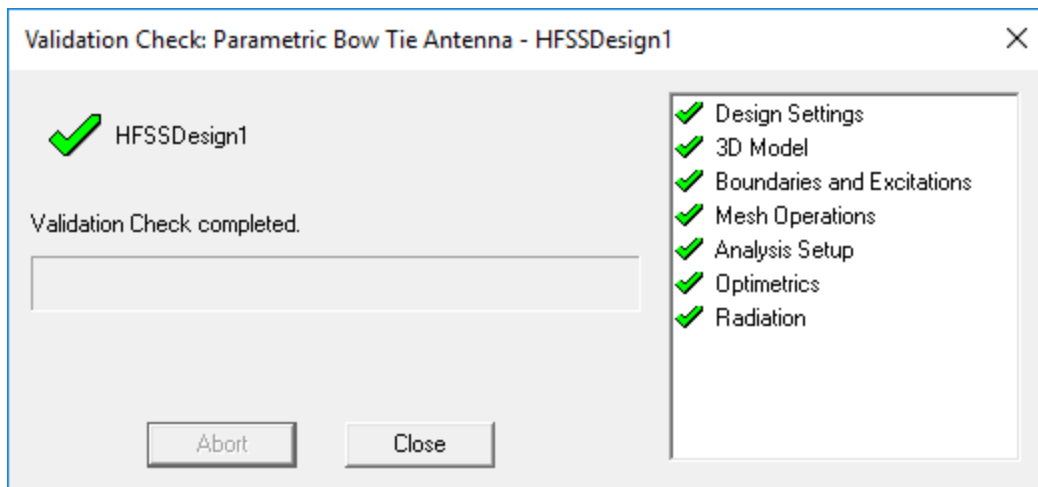 Validation Check: Parametric Bow Tie Antenna - HFSSDesign1
HFSSDesign1
Validation Check completed.
Abort
Close
Design Settings
3D Model
Boundaries and Excitations
Mesh Operations
Analysis Setup
Optimetrics
Radiation